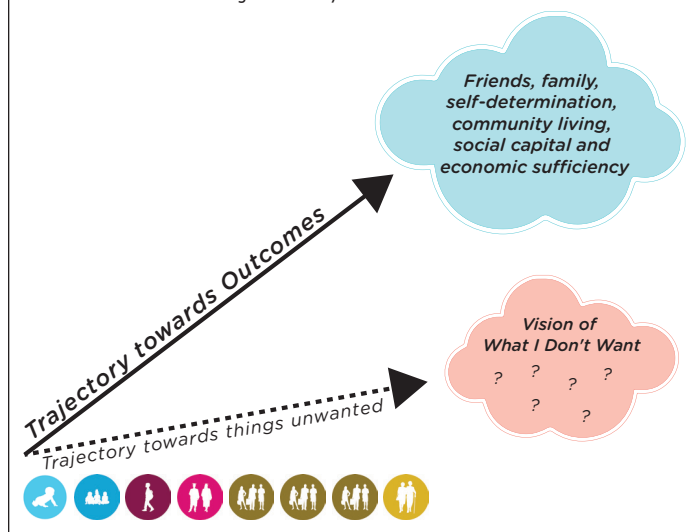 Friends, family,
self-determination,
community living,
social capital and
economic sufficiency
Trajectory towards Outcomes
Vision of
What I Don't Want
? ? ? ?
? ?
Trajectory towards things unwanted